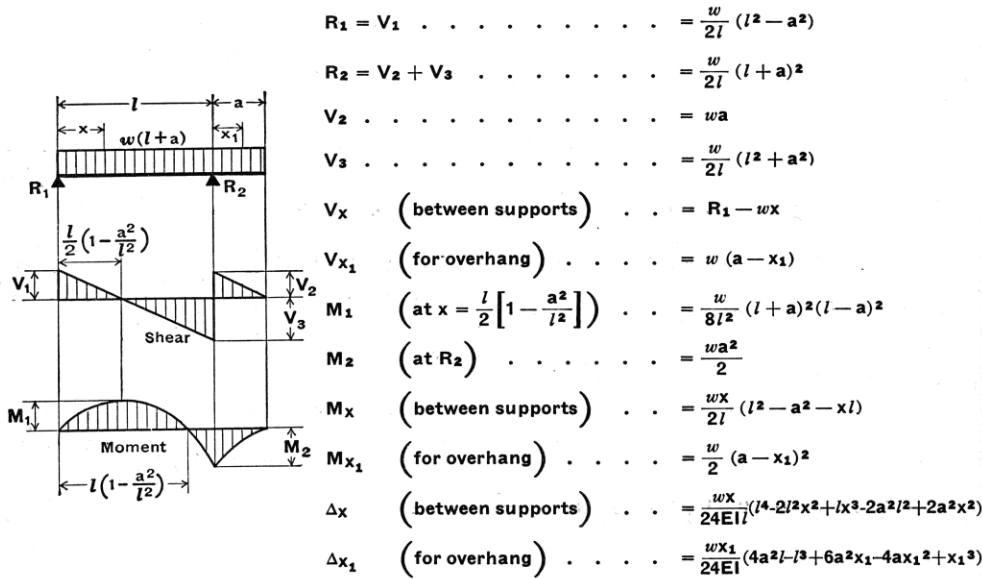 R₁ = V₁ . . . . . . . . = w/2l (l² — a²)
R₂ = V₂ + V₃ . . . . . . . = w/2l (l + a)²
V₂ . . . . . . . . . . = wa
V₃ . . . . . . . . . . = w/2l (l² + a²)
Vx (between supports) . . = R₁ — wx
Vx₁ (for overhang) . . . . = w (a — x₁)
M₁ (at x = l/2 [1 — a²/l²]) . . = w/8l² (l + a)² (l — a)²
M₂ (at R₂) . . . . . . = wa²/2
Mx (between supports) . . = wx/2l (l² — a² — xl)
Mx₁ (for overhang) . . . . = w/2 (a — x₁)²
Δx (between supports) . . = wx/24EIl (l⁴-2l²x²+lx³-2a²l²+2a²x²)
Δx₁ (for overhang) . . . . = wx₁/24EI (4a²l-l³+6a²x₁-4ax₁²+x₁³)
l a
x x₁
w(l+a)
R₁ R₂
l/2 (1 — a²/l²)
V₁ V₂
V₃
Shear
M₁
Moment M₂
l(1 — a²/l²)